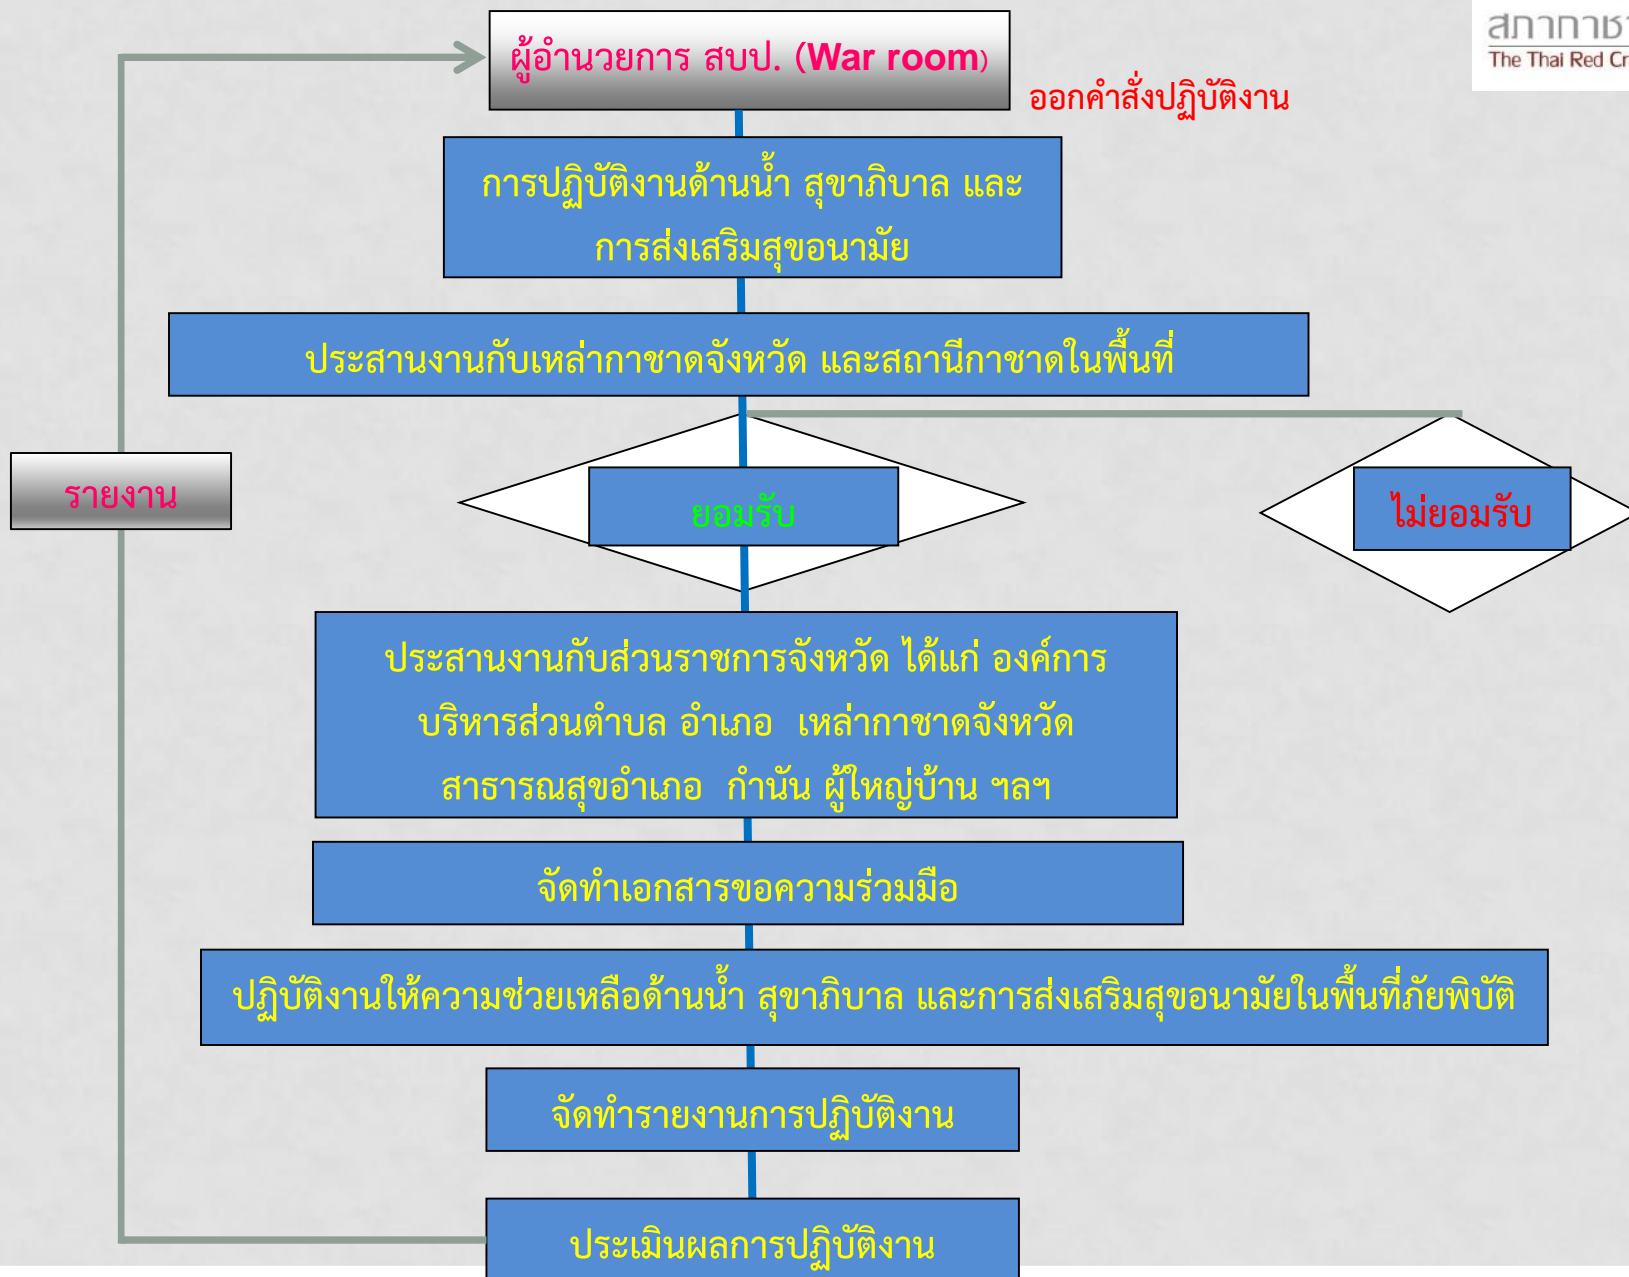 สภากาชา
The Thai Red Cr
ผู้อำนวยการ สบป. (War room)
ออกคำสั่งปฏิบัติงาน
การปฏิบัติงานด้านน้ำ สุขาภิบาล และ
การส่งเสริมสุขอนามัย
ประสานงานกับเหล่ากาชาดจังหวัด และสถานีกาชาดในพื้นที่
รายงาน
ยอมรับ
ไม่ยอมรับ
ประสานงานกับส่วนราชการจังหวัด ได้แก่ องค์การ
บริหารส่วนตำบล อำเภอ เหล่ากาชาดจังหวัด
สาธารณสุขอำเภอ กำนัน ผู้ใหญ่บ้าน ฯลฯ
จัดทำเอกสารขอความร่วมมือ
ปฏิบัติงานให้ความช่วยเหลือด้านน้ำ สุขาภิบาล และการส่งเสริมสุขอนามัยในพื้นที่ภัยพิบัติ
จัดทำรายงานการปฏิบัติงาน
ประเมินผลการปฏิบัติงาน